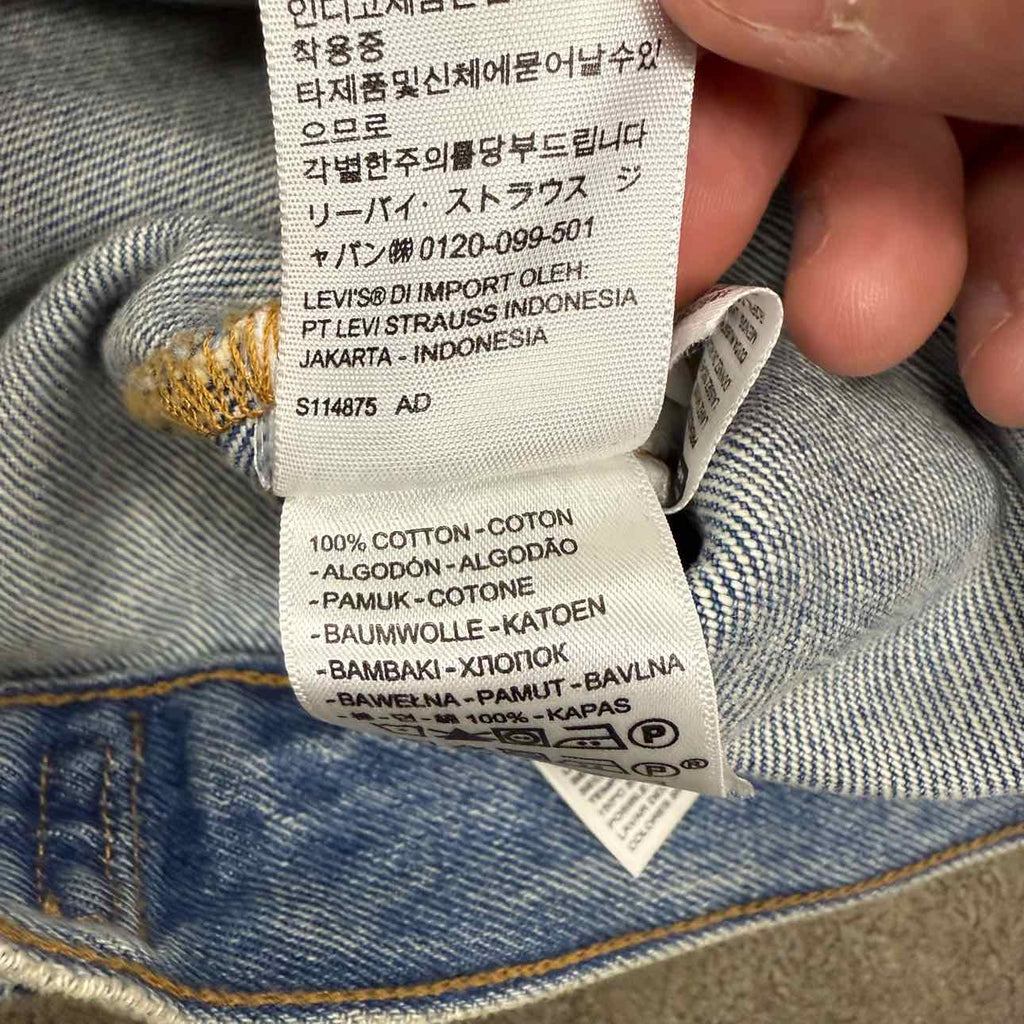 인디고제품은
착용중
타제품및신체에묻어날수있
으므로
각별한주의를당부드립니다
リーバイ・ストラウス ジ
ャパン㈱ 0120-099-501
LEVI'S® DI IMPORT OLEH:
PT LEVI STRAUSS INDONESIA
JAKARTA - INDONESIA
S114875 AD
100% COTTON - COTON
- ALGODÓN - ALGODÃO
- PAMUK - COTONE
- BAUMWOLLE - KATOEN
- BAMBAKI - ХЛОПОК
- BAWEŁNA - PAMUT - BAVLNA
- 棉 - 면 - 綿 100% - KAPAS
P
P ®